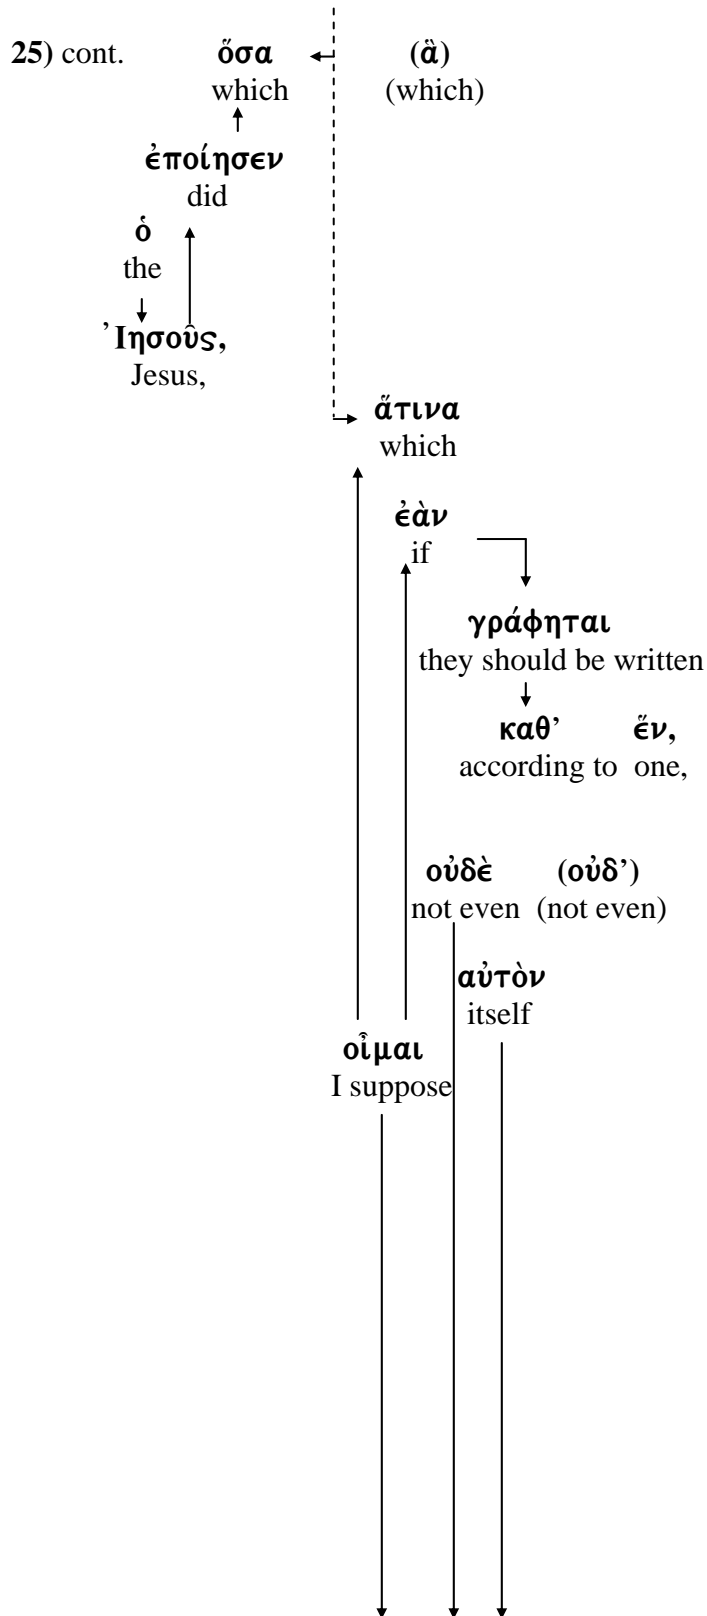 25) cont. ὅσα (ἃ)
which (which)
ἐποίησεν
did
ὁ
the
Ἰησοῦς,
Jesus,
ἅτινα
which
ἐὰν
if
γράφηται
they should be written
καθ’ ἕν,
according to one,
οὐδὲ (οὐδ’)
not even (not even)
αὐτὸν
itself
οἶμαι
I suppose